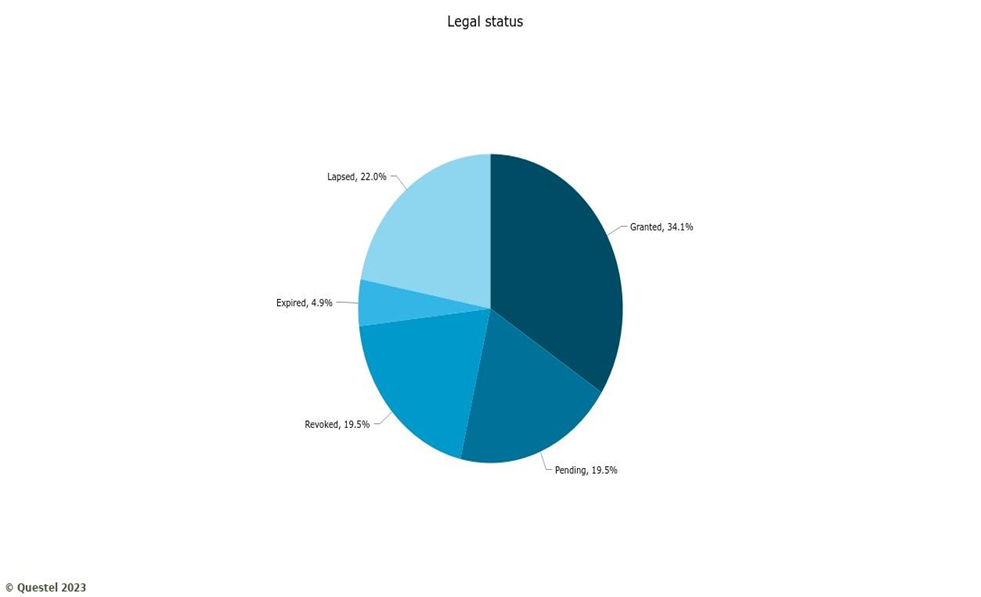 Legal status
Lapsed, 22.0%
Granted, 34.1%
Expired, 4.9%
Revoked, 19.5%
Pending, 19.5%
© Questel 2023